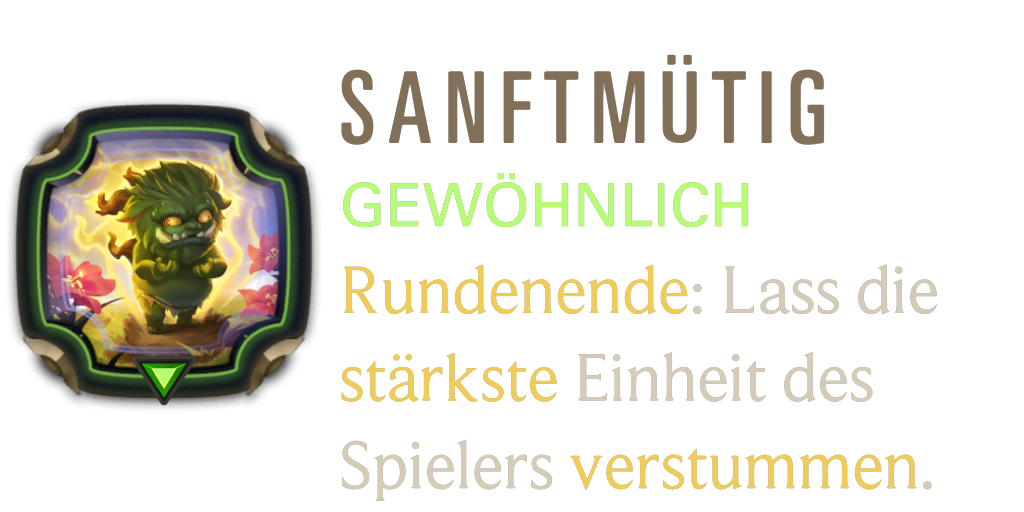 SANFTMÜTIG
GEWÖHNLICH
Rundenende: Lass die
stärkste Einheit des
Spielers verstummen.